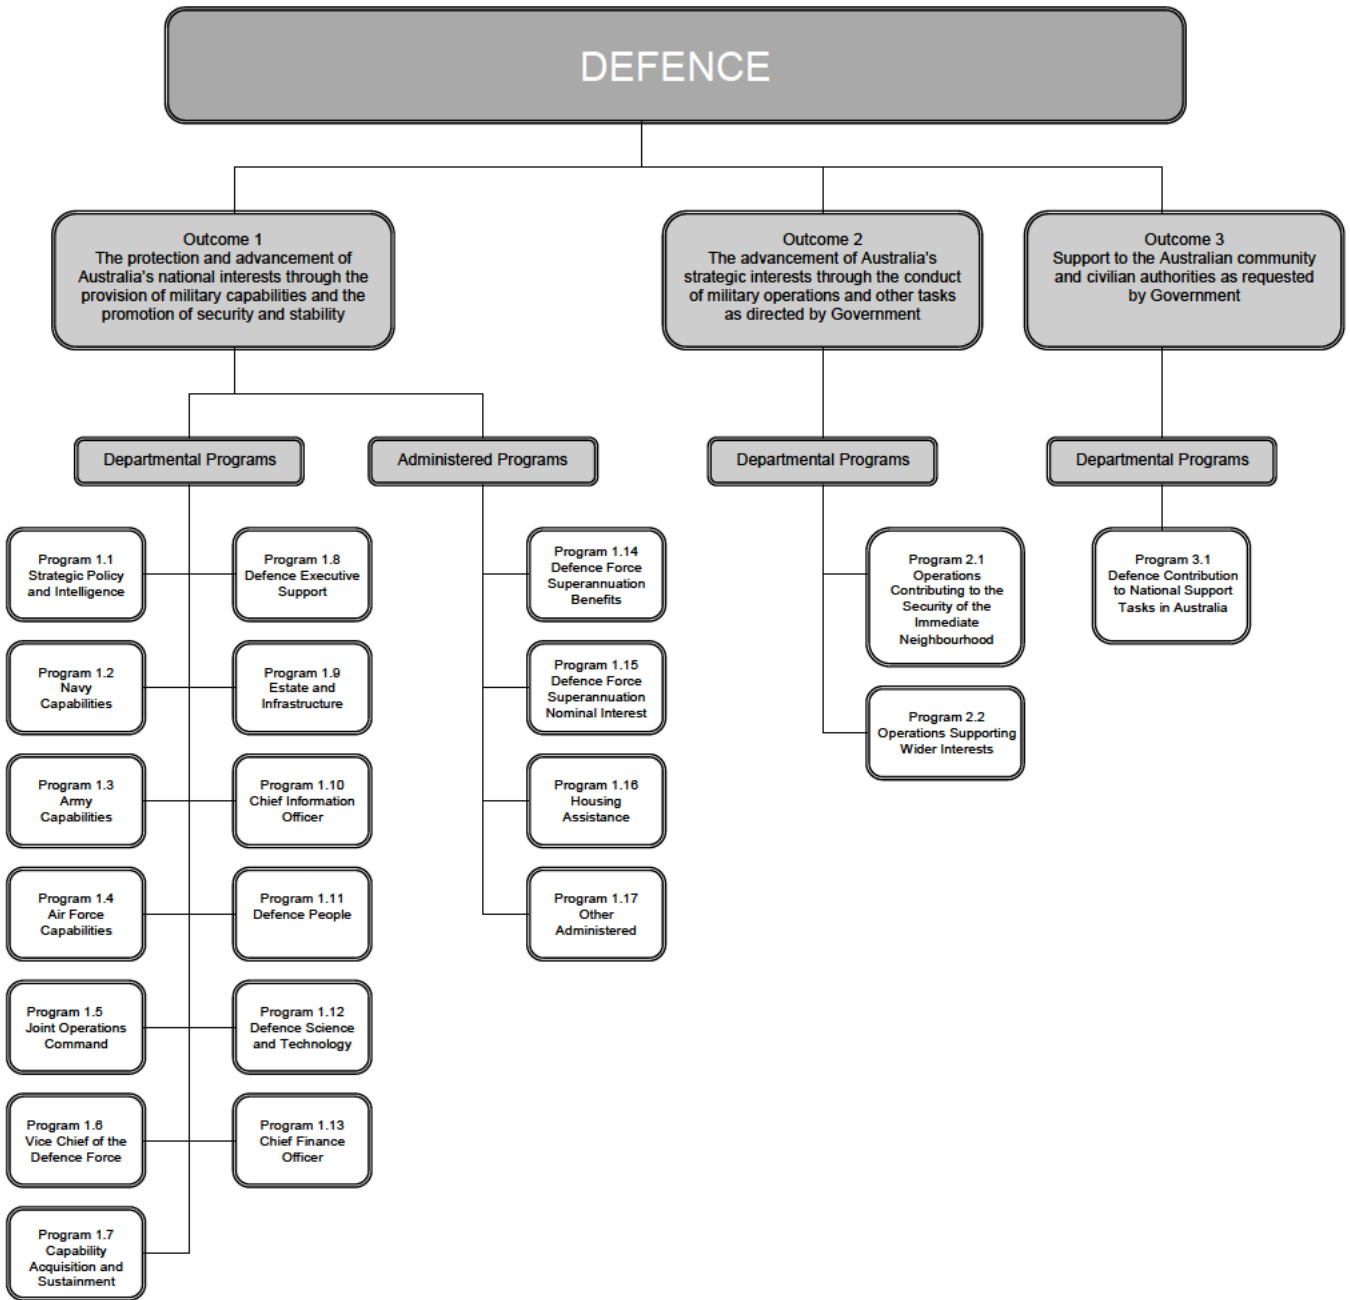 DEFENCE
Outcome 1
The protection and advancement of
Australia's national interests through the
provision of military capabilities and the
promotion of security and stability
Outcome 2
The advancement of Australia's
strategic interests through the conduct
of military operations and other tasks
as directed by Government
Outcome 3
Support to the Australian community
and civilian authorities as requested
by Government
Departmental Programs
Administered Programs
Departmental Programs
Departmental Programs
Program 1.1
Strategic Policy
and Intelligence
Program 1.8
Defence Executive
Support
Program 1.14
Defence Force
Superannuation
Benefits
Program 2.1
Operations
Contributing to the
Security of the
Immediate
Neighbourhood
Program 3.1
Defence Contribution
to National Support
Tasks in Australia
Program 1.2
Navy
Capabilities
Program 1.9
Estate and
Infrastructure
Program 1.15
Defence Force
Superannuation
Nominal Interest
Program 2.2
Operations Supporting
Wider Interests
Program 1.3
Army
Capabilities
Program 1.10
Chief Information
Officer
Program 1.16
Housing
Assistance
Program 1.4
Air Force
Capabilities
Program 1.11
Defence People
Program 1.17
Other
Administered
Program 1.5
Joint Operations
Command
Program 1.12
Defence Science
and Technology
Program 1.6
Vice Chief of the
Defence Force
Program 1.13
Chief Finance
Officer
Program 1.7
Capability
Acquisition and
Sustainment